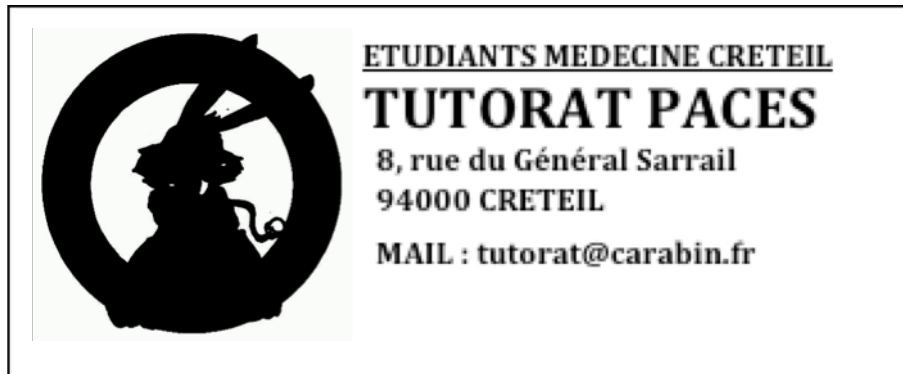 ETUDIANTS MEDECINE CRETEIL
TUTORAT PACES
8, rue du Général Sarrail
94000 CRETEIL
MAIL : tutorat@carabin.fr